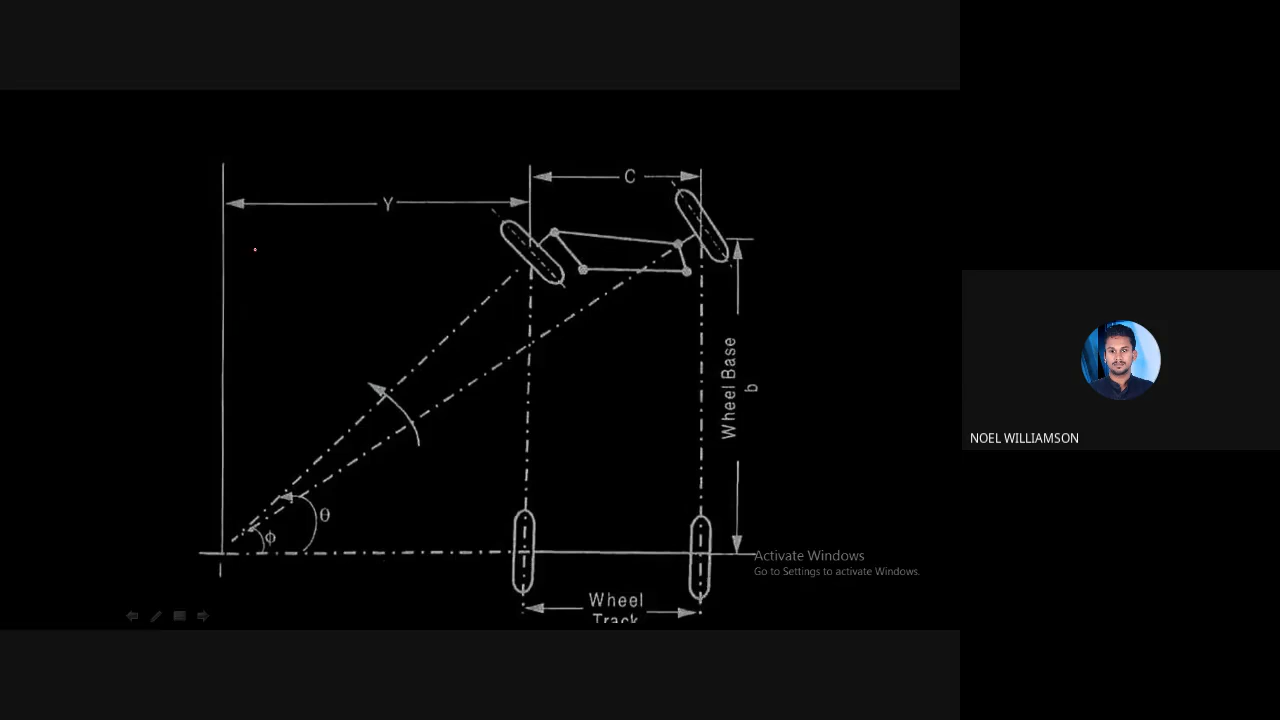 C
Y
Wheel Base
b
θ
ϕ
I
Wheel
Track
Activate Windows
Go to Settings to activate Windows.
NOEL WILLIAMSON